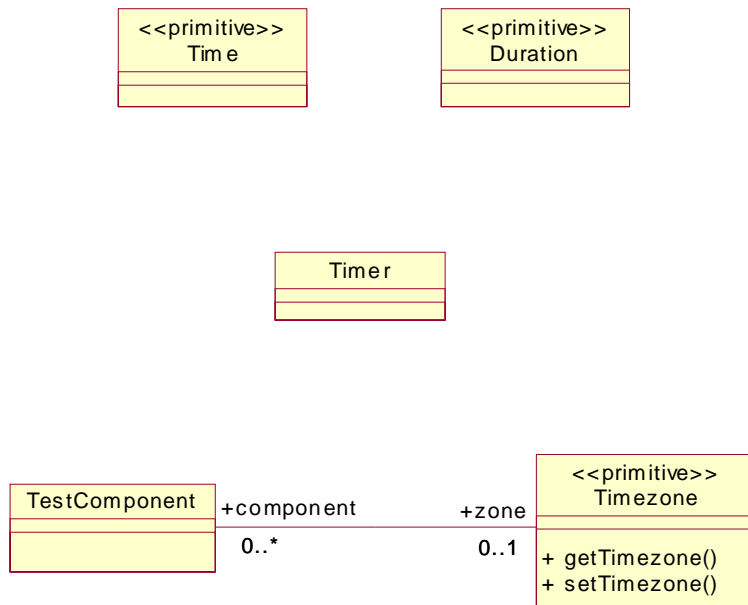 <<primitive>>
Time
<<primitive>>
Duration
Timer
TestComponent
+component
0..*
+zone
0..1
<<primitive>>
Timezone
+ getTimezone()
+ setTimezone()